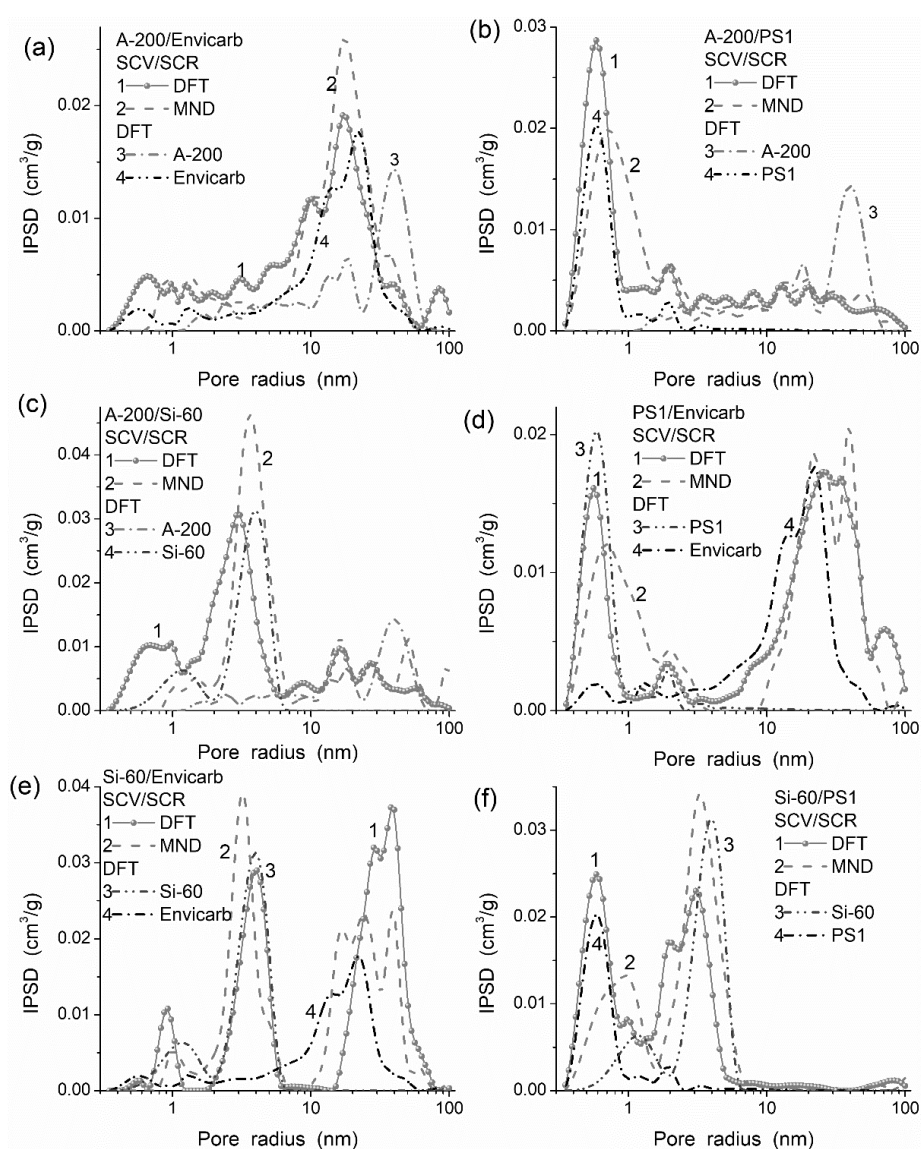 (a)
A-200/Envicarb
SCV/SCR
1 DFT
2 MND
DFT
3 A-200
4 Envicarb
2
3
4
1
IPSD (cm³/g)
0.02
0.01
0.00
1 10 100
Pore radius (nm)
(b)
A-200/PS1
SCV/SCR
1 DFT
2 MND
DFT
3 A-200
4 PS1
1
4
2
3
IPSD (cm³/g)
0.03
0.02
0.01
0.00
1 10 100
Pore radius (nm)
(c)
A-200/Si-60
SCV/SCR
1 DFT
2 MND
DFT
3 A-200
4 Si-60
2
1
IPSD (cm³/g)
0.04
0.03
0.02
0.01
0.00
1 10 100
Pore radius (nm)
(d)
PS1/Envicarb
SCV/SCR
1 DFT
2 MND
DFT
3 PS1
4 Envicarb
3
1
4
2
IPSD (cm³/g)
0.02
0.01
0.00
1 10 100
Pore radius (nm)
(e)
Si-60/Envicarb
SCV/SCR
1 DFT
2 MND
DFT
3 Si-60
4 Envicarb
2
3
1
4
IPSD (cm³/g)
0.04
0.03
0.02
0.01
0.00
1 10 100
Pore radius (nm)
(f)
Si-60/PS1
SCV/SCR
1 DFT
2 MND
DFT
3 Si-60
4 PS1
1
3
4
2
IPSD (cm³/g)
0.03
0.02
0.01
0.00
1 10 100
Pore radius (nm)